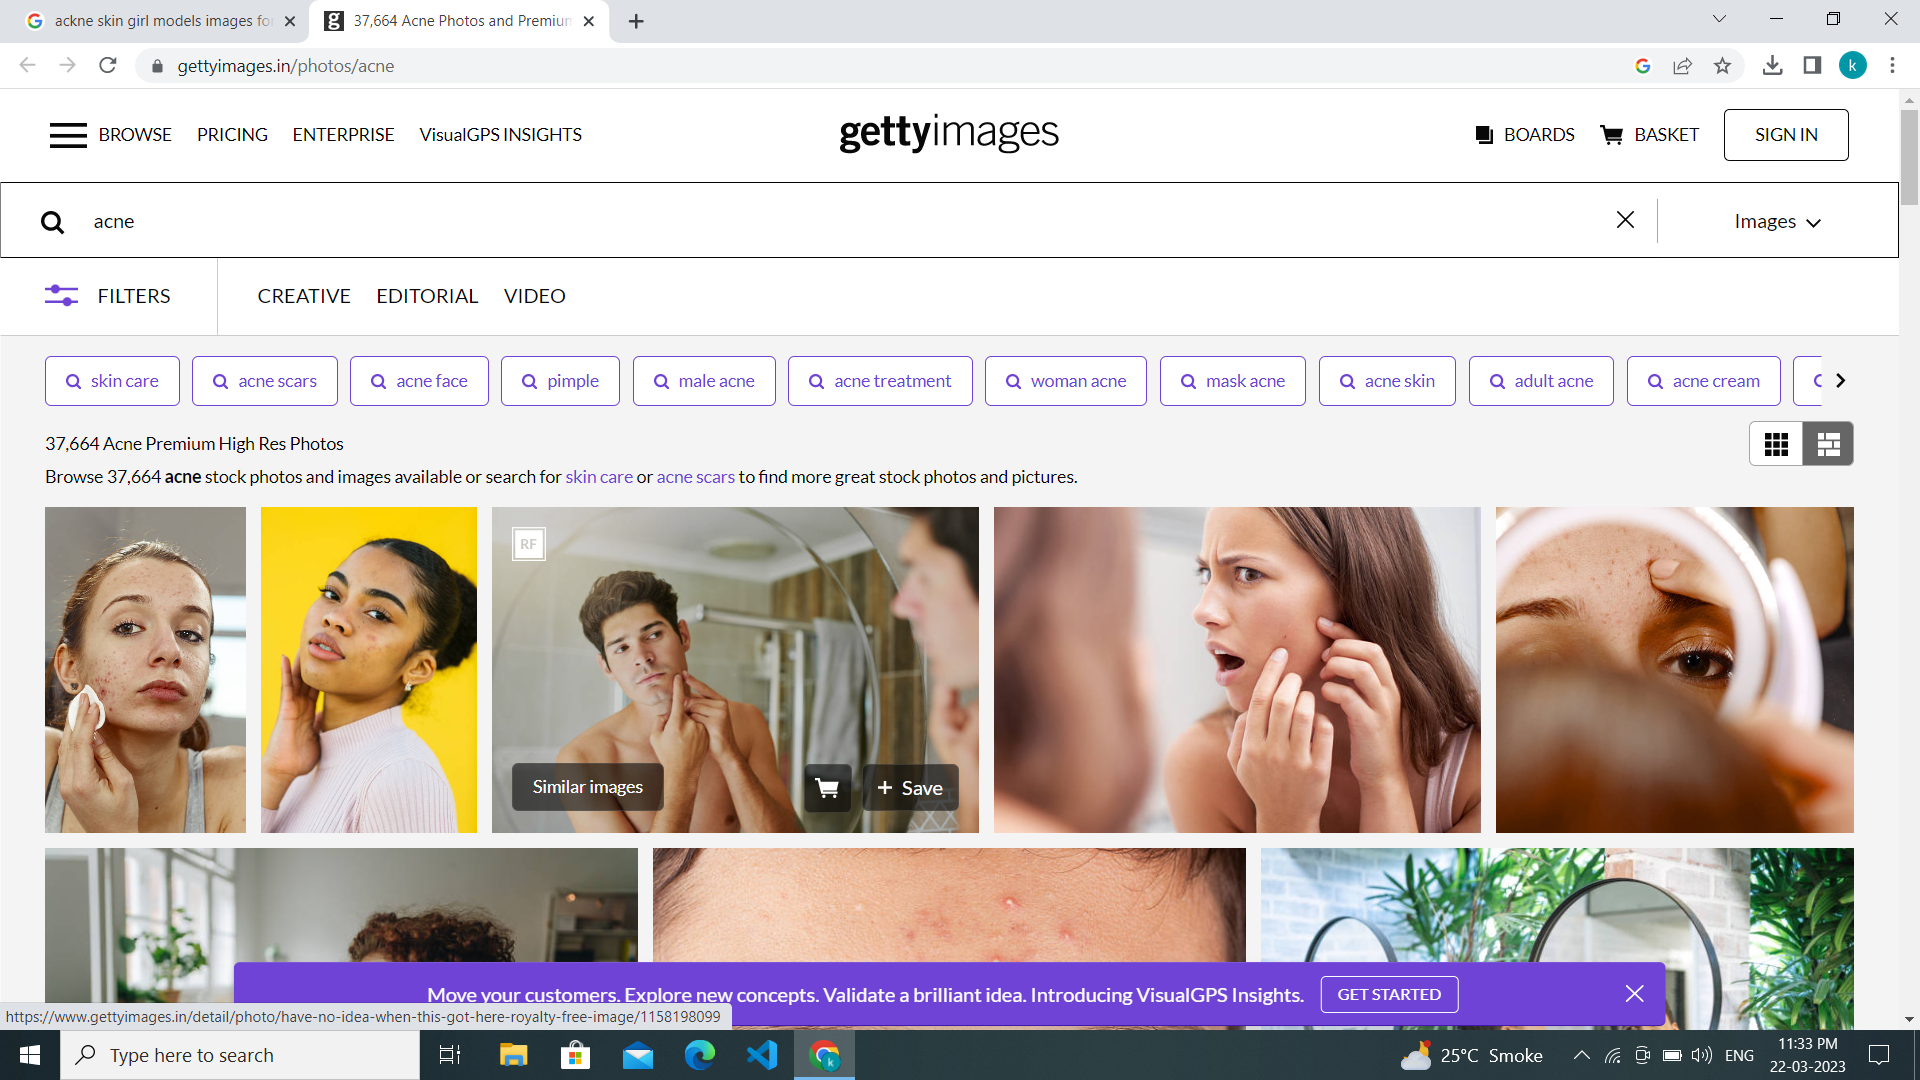 ackne skin girl models images fo
37,664 Acne Photos and Premium
gettyimages.in/photos/acne
k
BROWSE PRICING ENTERPRISE VisualGPS INSIGHTS
gettyimages
BOARDS BASKET SIGN IN
acne
Images
FILTERS
CREATIVE EDITORIAL VIDEO
skin care acne scars acne face pimple male acne acne treatment woman acne mask acne acne skin adult acne acne cream
37,664 Acne Premium High Res Photos
Browse 37,664 acne stock photos and images available or search for skin care or acne scars to find more great stock photos and pictures.
RF
Similar images
+ Save
Move your customers. Explore new concepts. Validate a brilliant idea. Introducing VisualGPS Insights.
GET STARTED
https://www.gettyimages.in/detail/photo/have-no-idea-when-this-got-here-royalty-free-image/1158198099
Type here to search
k
25°C Smoke
ENG
11:33 PM
22-03-2023